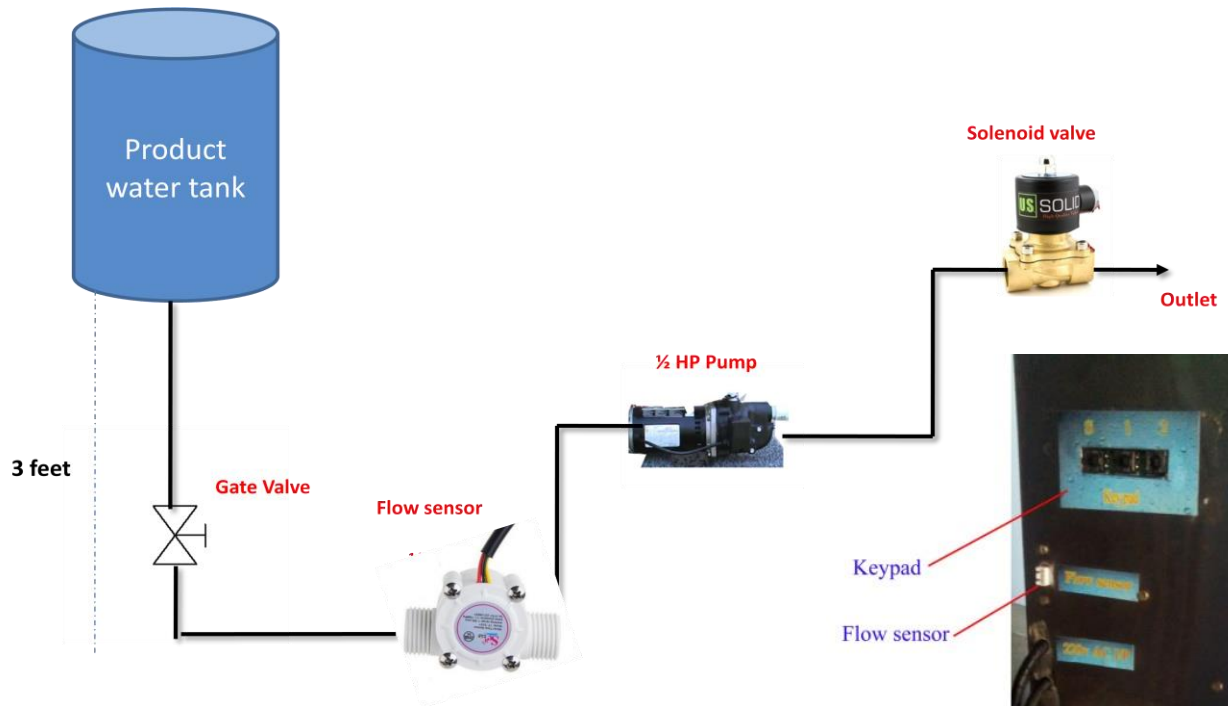 Product
water tank
Solenoid valve
US SOLID
Outlet
½ HP Pump
3 feet
Gate Valve
Flow sensor
Keypad
Keypad
Flow sensor
Flow sensor